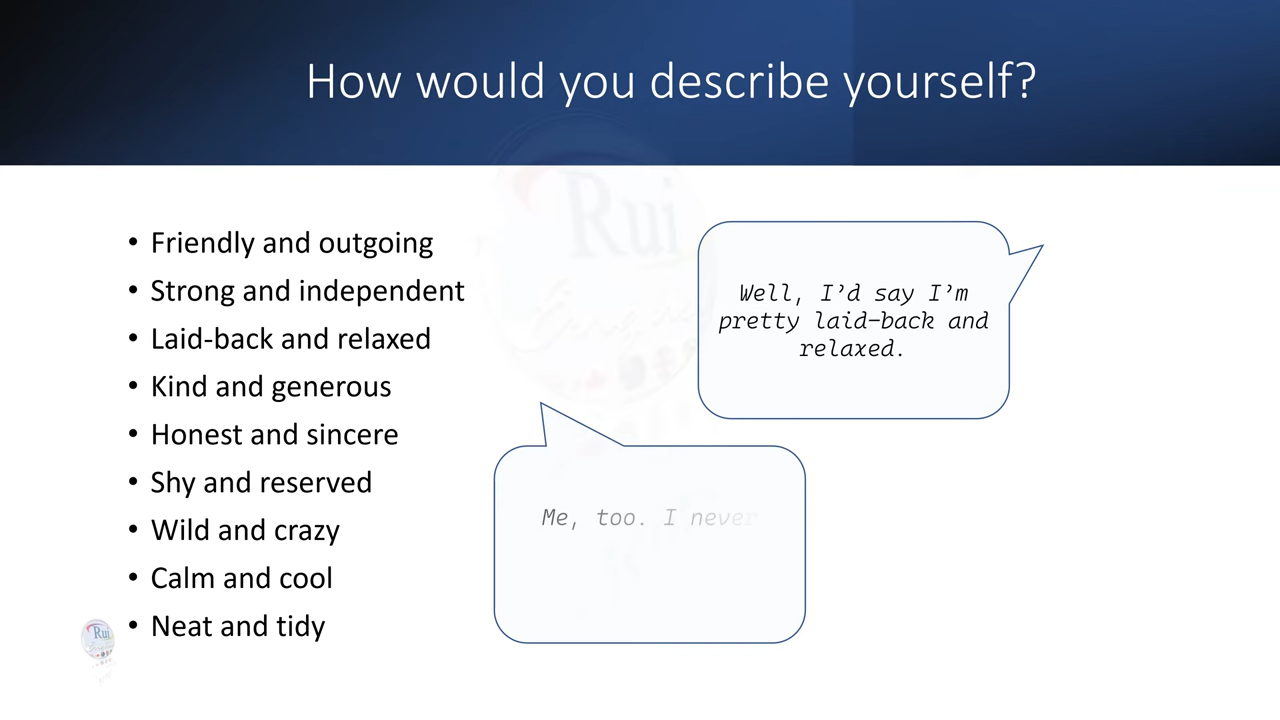 How would you describe yourself?
• Friendly and outgoing
• Strong and independent
• Laid-back and relaxed
• Kind and generous
• Honest and sincere
• Shy and reserved
• Wild and crazy
• Calm and cool
• Neat and tidy
Well, I’d say I’m
pretty laid-back and
relaxed.
Me, too. I never
Rui
Rui